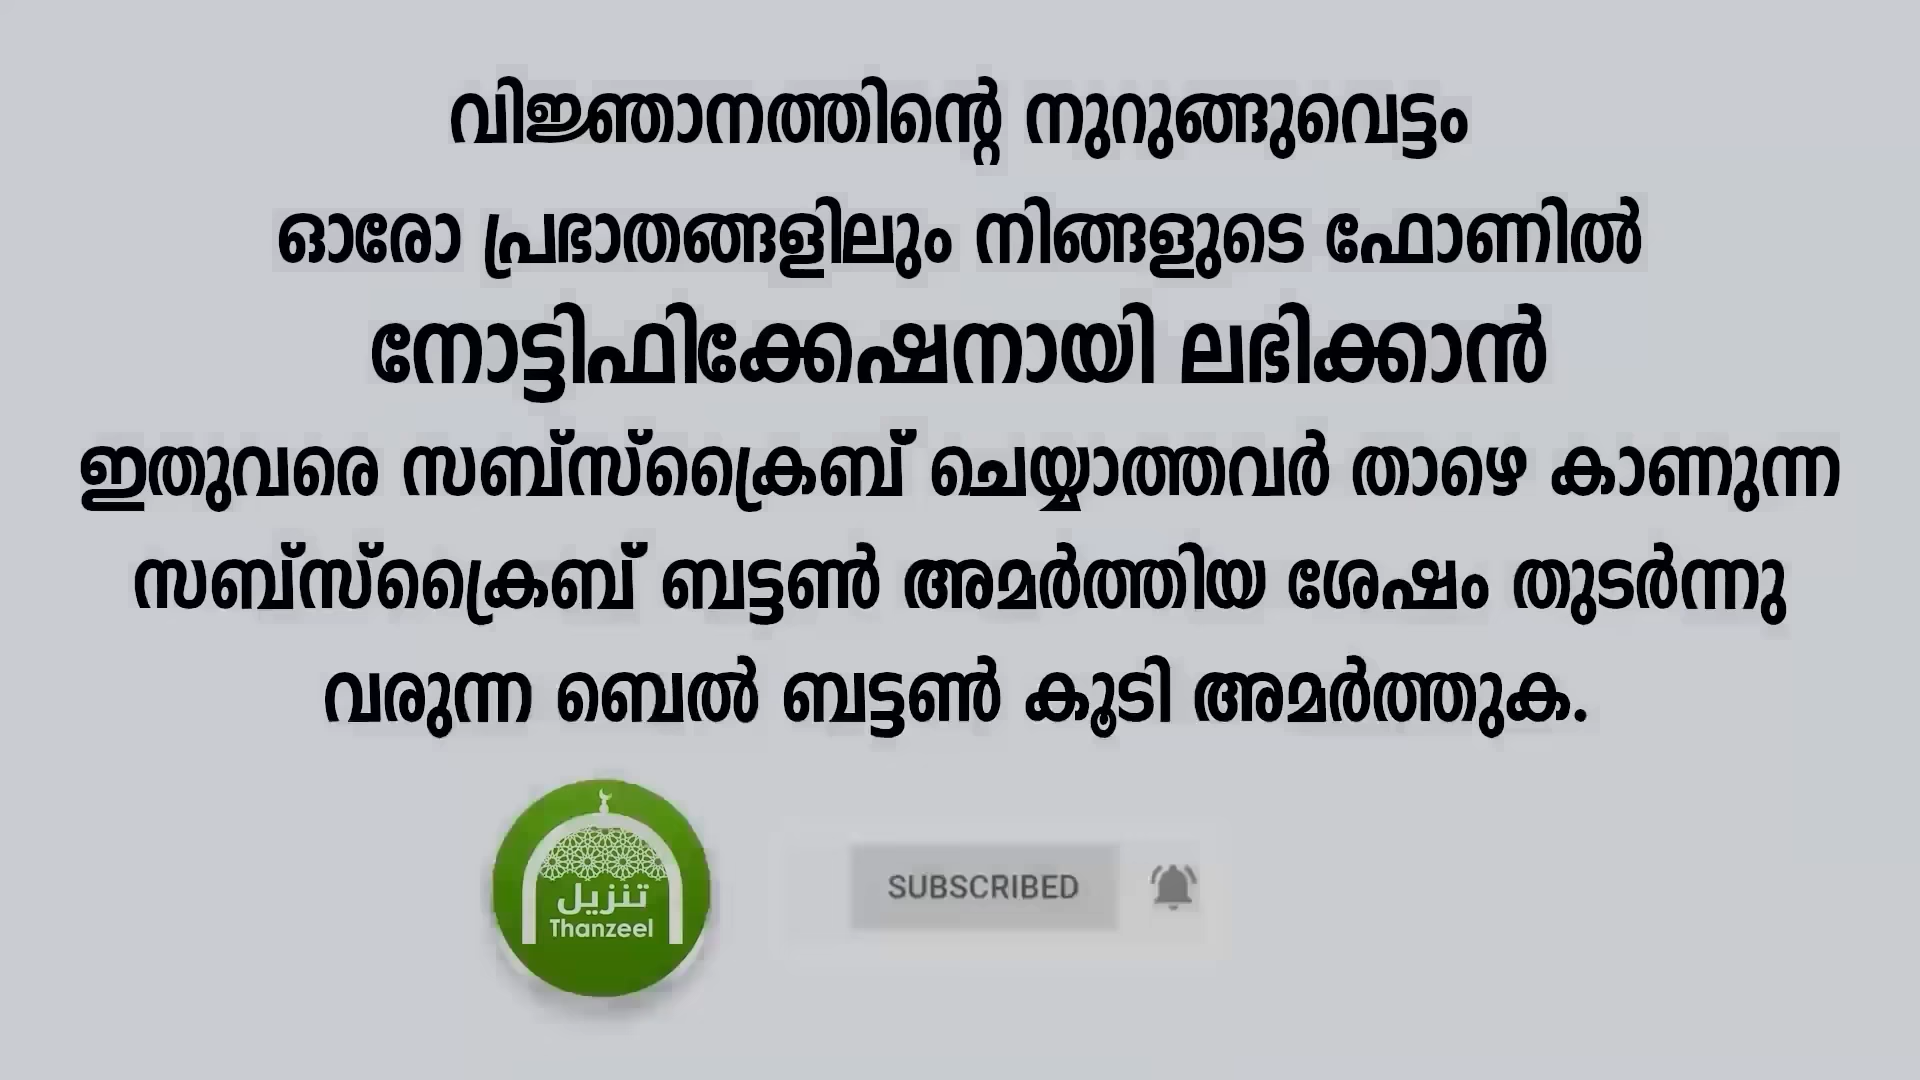 വിജ്ഞാനത്തിന്റെ നുറുങ്ങുവെട്ടം
ഓരോ പ്രഭാതങ്ങളിലും നിങ്ങളുടെ ഫോണിൽ
നോട്ടിഫിക്കേഷനായി ലഭിക്കാൻ
ഇതുവരെ സബ്സ്ക്രൈബ് ചെയ്യാത്തവർ താഴെ കാണുന്ന
സബ്സ്ക്രൈബ് ബട്ടൺ അമർത്തിയ ശേഷം തുടർന്നു
വരുന്ന ബെൽ ബട്ടൺ കൂടി അമർത്തുക.
تنزيل
Thanzeel
SUBSCRIBED